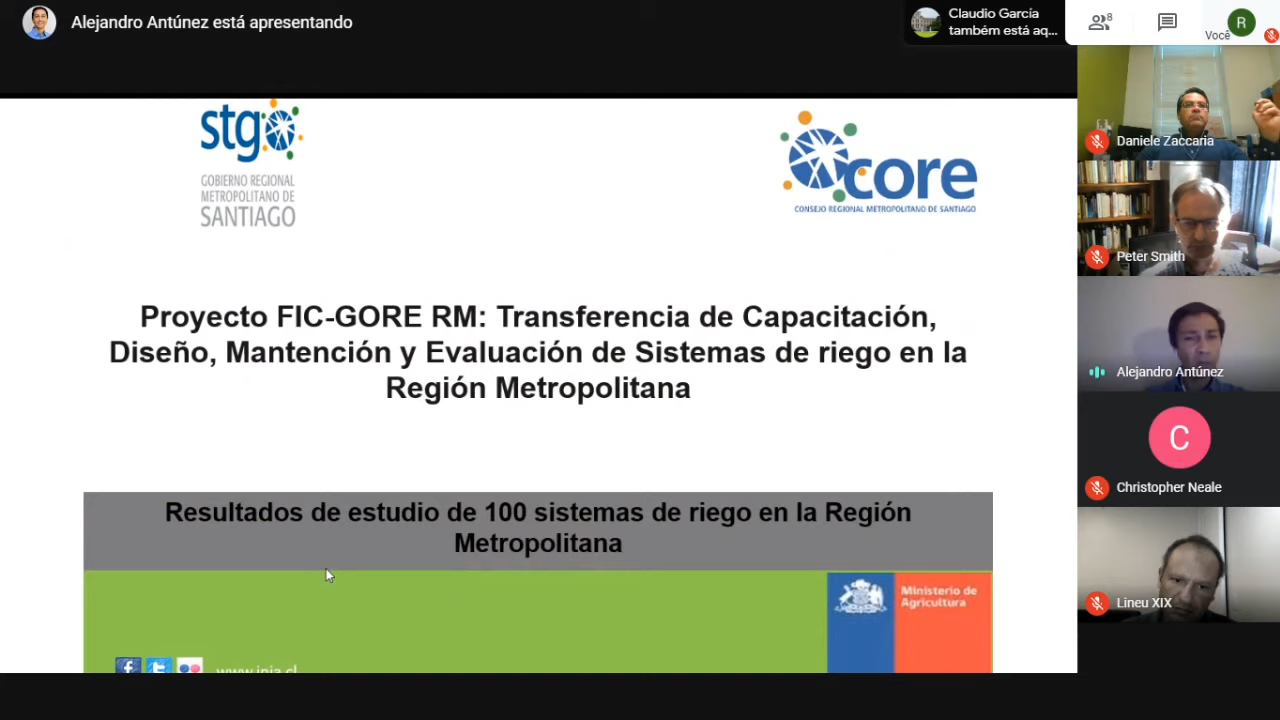 Alejandro Antúnez está apresentando
Claudio García
também está aq...
8
Você
R
stgo
GOBIERNO REGIONAL
METROPOLITANO DE
SANTIAGO
core
CONSEJO REGIONAL METROPOLITANO DE SANTIAGO
Proyecto FIC-GORE RM: Transferencia de Capacitación,
Diseño, Mantención y Evaluación de Sistemas de riego en la
Región Metropolitana
Resultados de estudio de 100 sistemas de riego en la Región
Metropolitana
Ministerio de
Agricultura
www.inia.cl
Daniele Zaccaria
Peter Smith
Alejandro Antúnez
C
Christopher Neale
Lineu XIX